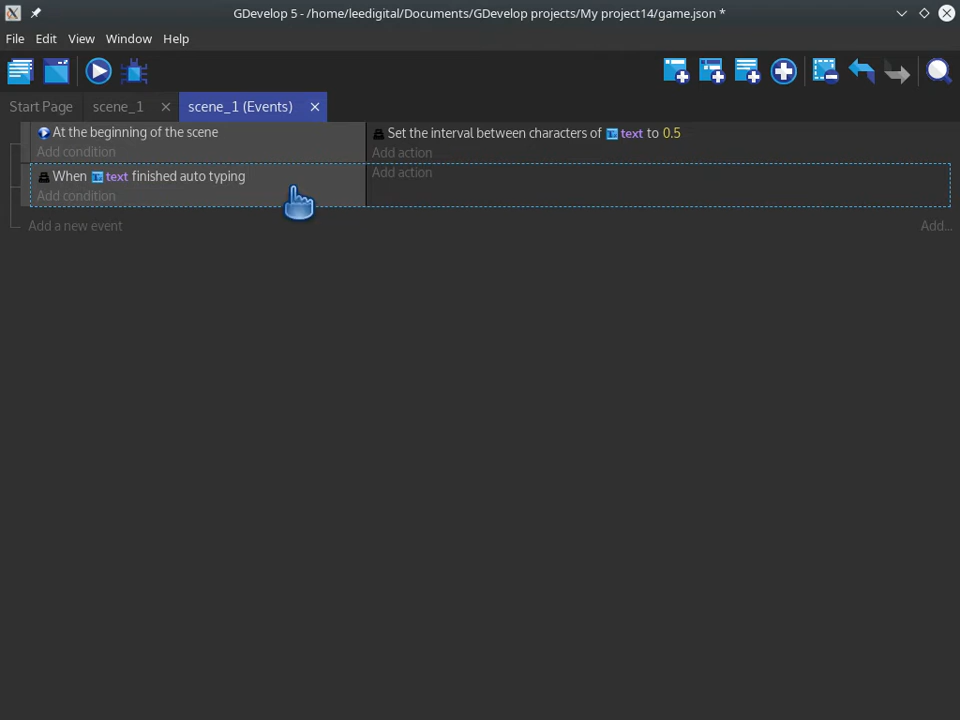 GDevelop 5 - /home/leedigital/Documents/GDevelop projects/My project14/game.json *
File Edit View Window Help
Start Page scene_1 × scene_1 (Events) ×
At the beginning of the scene
Add condition
Set the interval between characters of text to 0.5
Add action
When text finished auto typing
Add condition
Add action
Add a new event
Add...